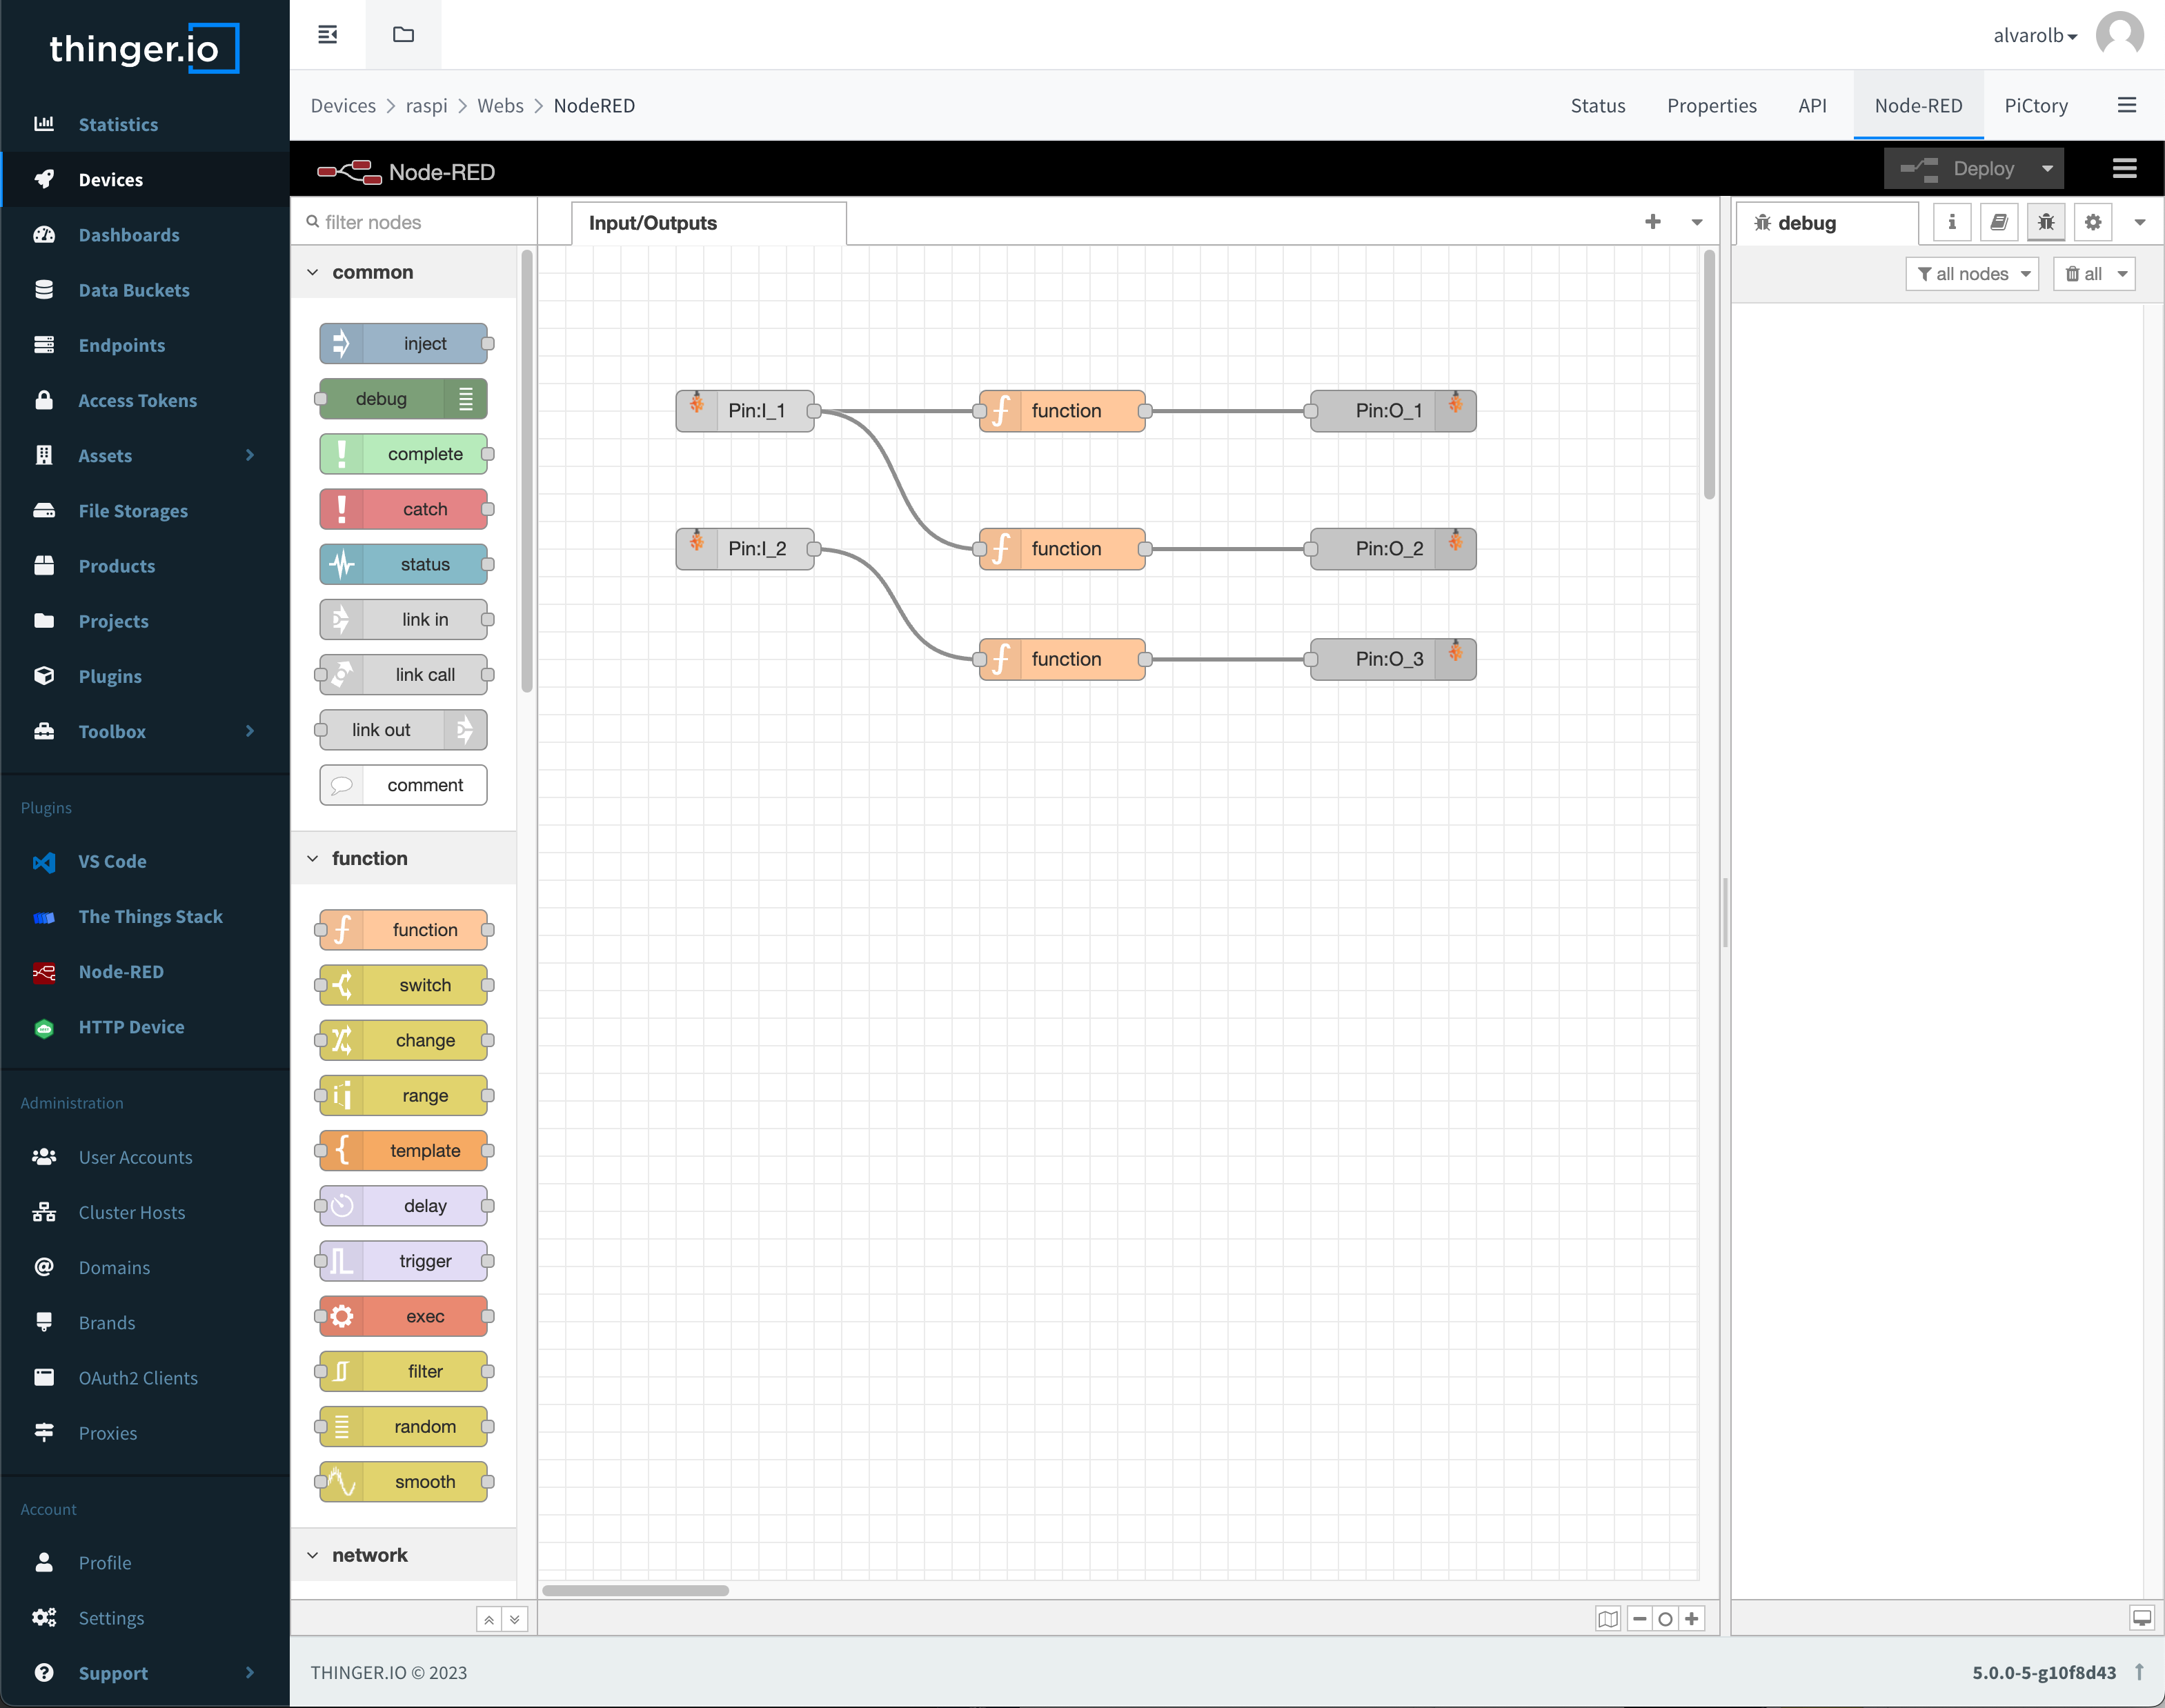 thinger.io
Statistics
Devices
Dashboards
Data Buckets
Endpoints
Access Tokens
Assets
File Storages
Products
Projects
Plugins
Toolbox
Plugins
VS Code
The Things Stack
Node-RED
HTTP Device
Administration
User Accounts
Cluster Hosts
Domains
Brands
OAuth2 Clients
Proxies
Account
Profile
Settings
Support
alvarolb
Devices > raspi > Webs > NodeRED
Status Properties API Node-RED PiCtory
Node-RED
Deploy
filter nodes
common
inject
debug
complete
catch
status
link in
link call
link out
comment
function
function
switch
change
range
template
delay
trigger
exec
filter
random
smooth
network
Input/Outputs
Pin:I_1 function Pin:O_1
Pin:I_2 function Pin:O_2
function Pin:O_3
debug
all nodes all
THINGER.IO © 2023
5.0.0-5-g10f8d43